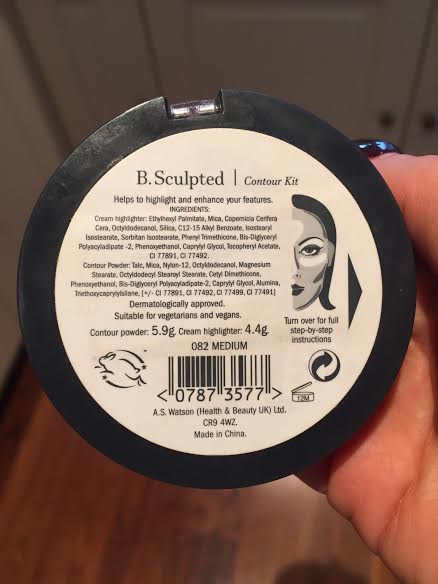 B.Sculpted | Contour Kit
Helps to highlight and enhance your features.
INGREDIENTS:
Cream highlighter: Ethylhexyl Palmitate, Mica, Copernicia Cerifera
Cera, Octyldodecanol, Silica, C12-15 Alkyl Benzoate, Isostearyl
Isostearate, Sorbitan Isostearate, Phenyl Trimethicone, Bis-Diglyceryl
Polyacyladipate -2, Phenoxyethanol, Caprylyl Glycol, Tocopheryl Acetate,
CI 77891, CI 77492.
Contour Powder: Talc, Mica, Nylon-12, Octyldodecanol, Magnesium
Stearate, Octyldodecyl Stearoyl Stearate, Cetyl Dimethicone,
Phenoxyethanol, Bis-Diglyceryl Polyacyladipate-2, Caprylyl Glycol, Alumina,
Triethoxycaprylylsilane, [+/- CI 77891, CI 77492, CI 77499, CI 77491]
Dermatologically approved.
Suitable for vegetarians and vegans.
Contour powder: 5.9g. Cream highlighter: 4.4g.
082 MEDIUM
Turn over for full
step-by-step
instructions
12M
< 0787 3577 >
A.S. Watson (Health & Beauty UK) Ltd.
CR9 4WZ.
Made in China.